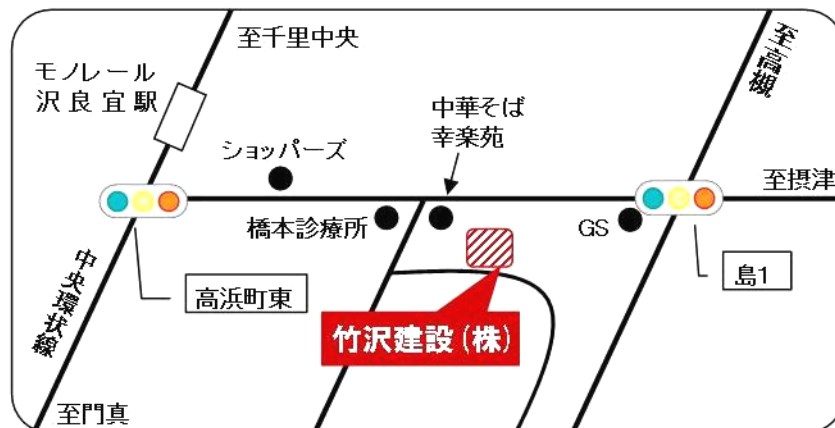 至千里中央
至高槻
モノレール
沢良宜駅
中華そば
幸楽苑
ショッパーズ
至摂津
橋本診療所
GS
中央環状線
高浜町東
島1
竹沢建設(株)
至門真